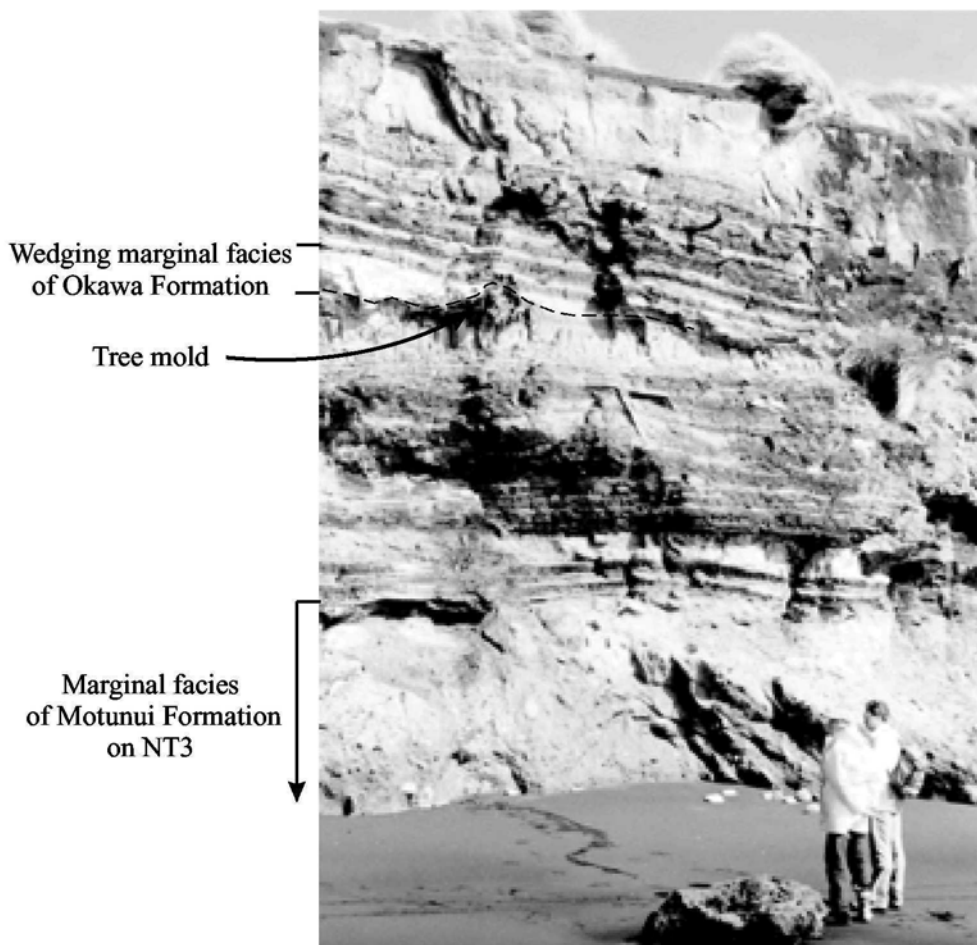 Wedging marginal facies
of Okawa Formation
Tree mold
Marginal facies
of Motunui Formation
on NT3